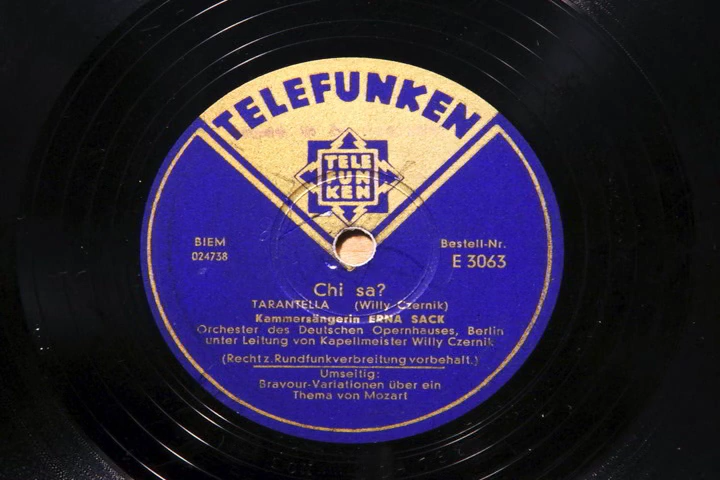 TELEFUNKEN
TELE
FUN
KEN
BIEM
024738
Bestell-Nr.
E 3063
Chi sa?
TARANTELLA (Willy Czernik)
Kammersängerin ERNA SACK
Orchester des Deutschen Opernhauses, Berlin
unter Leitung von Kapellmeister Willy Czernik
(Recht z. Rundfunkverbreitung vorbehalt.)
Umseitig:
Bravour-Variationen über ein
Thema von Mozart